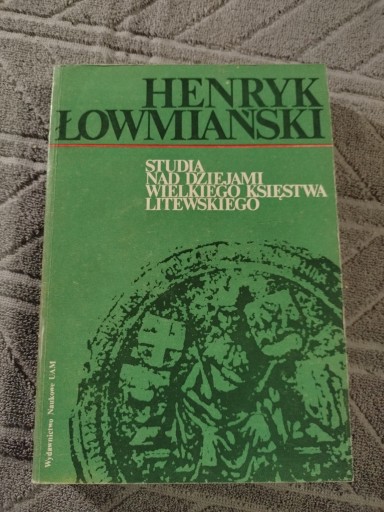 HENRYK
ŁOWMIAŃSKI
STUDIA
NAD DZIEJAMI
WIELKIEGO KSIĘSTWA
LITEWSKIEGO
Wydawnictwo Naukowe UAM